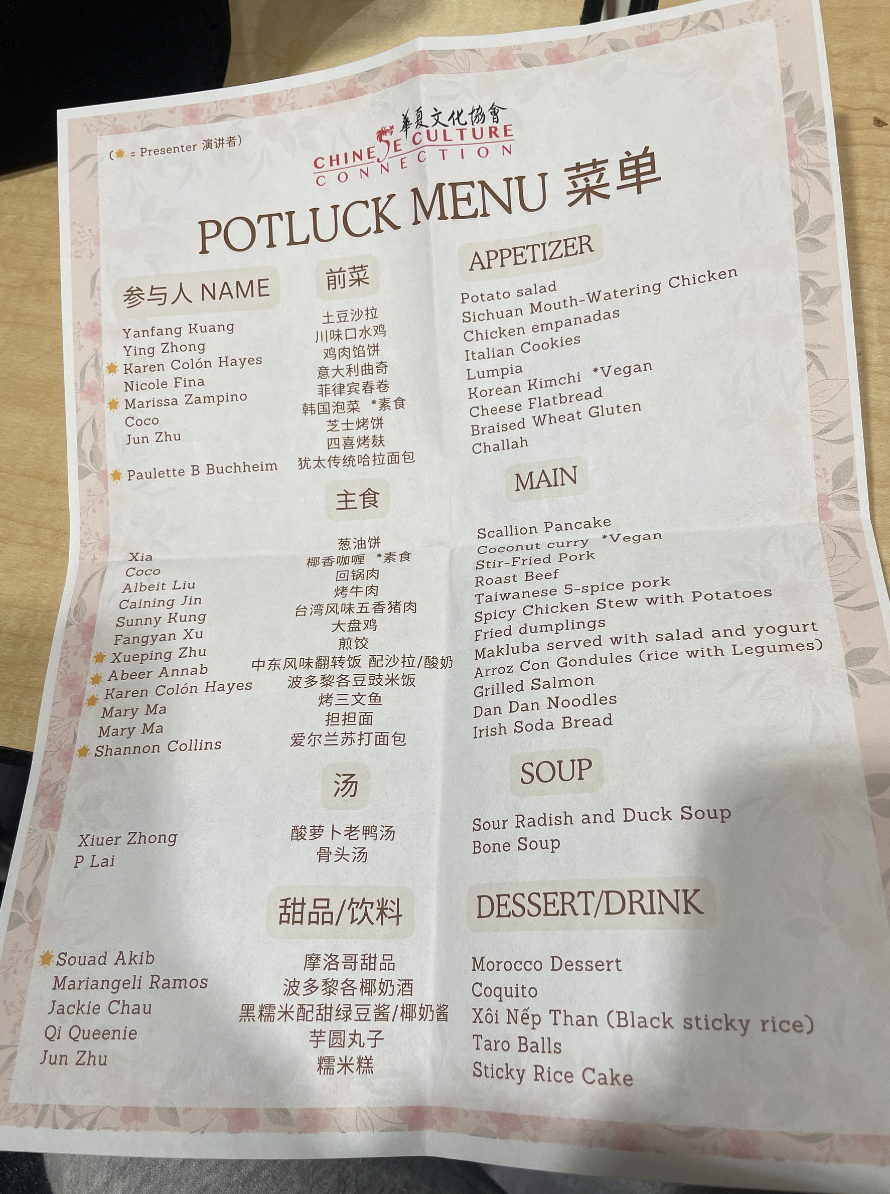 (⭐ = Presenter 演讲者)
華夏文化協會
CHINESE CULTURE
CONNECTION
POTLUCK MENU 菜单
参与人 NAME 前菜 APPETIZER
Yanfang Kuang 土豆沙拉 Potato salad
Ying Zhong 川味口水鸡 Sichuan Mouth-Watering Chicken
Karen Colón Hayes 鸡肉馅饼 Chicken empanadas
Nicole Fina 意大利曲奇 Italian Cookies
Marissa Zampino 菲律宾春卷 Lumpia
Coco 韩国泡菜 *素食 Korean Kimchi *Vegan
Jun Zhu 芝士烤饼 Cheese Flatbread
四喜烤麸 Braised Wheat Gluten
Paulette B Buchheim 犹太传统哈拉面包 Challah
主食 MAIN
Xia 葱油饼 Scallion Pancake
Coco 椰香咖喱 *素食 Coconut curry *Vegan
Albeit Liu 回锅肉 Stir-Fried Pork
Caining Jin 烤牛肉 Roast Beef
Sunny Kung 台湾风味五香猪肉 Taiwanese 5-spice pork
Fangyan Xu 大盘鸡 Spicy Chicken Stew with Potatoes
Xueping Zhu 煎饺 Fried dumplings
Abeer Annab 中东风味翻转饭 配沙拉/酸奶 Makluba served with salad and yogurt
Karen Colón Hayes 波多黎各豆豉米饭 Arroz Con Gondules (rice with Legumes)
Mary Ma 烤三文鱼 Grilled Salmon
Mary Ma 担担面 Dan Dan Noodles
Shannon Collins 爱尔兰苏打面包 Irish Soda Bread
汤 SOUP
Xiuer Zhong 酸萝卜老鸭汤 Sour Radish and Duck Soup
P Lai 骨头汤 Bone Soup
甜品/饮料 DESSERT/DRINK
Souad Akib 摩洛哥甜品 Morocco Dessert
Mariangeli Ramos 波多黎各椰奶酒 Coquito
Jackie Chau 黑糯米配甜绿豆酱/椰奶酱 Xôi Nếp Than (Black sticky rice)
Qi Queenie 芋圆丸子 Taro Balls
Jun Zhu 糯米糕 Sticky Rice Cake